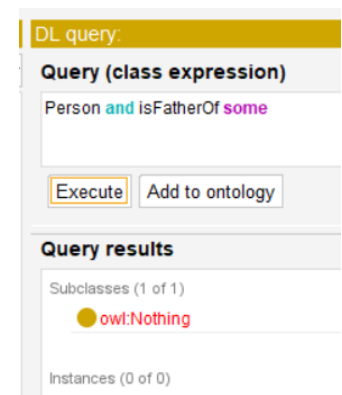 DL query:
Query (class expression)
Person and isFatherOf some
Execute Add to ontology
Query results
Subclasses (1 of 1)
owl:Nothing
Instances (0 of 0)